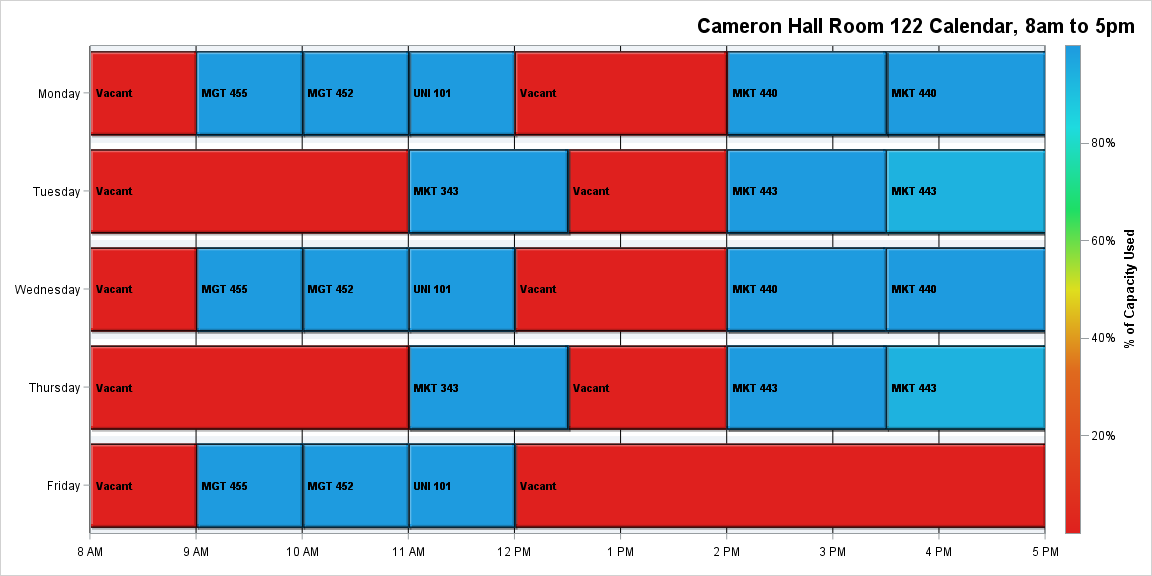 Cameron Hall Room 122 Calendar, 8am to 5pm
Monday Vacant MGT 455 MGT 452 UNI 101 Vacant MKT 440 MKT 440
80%
Tuesday Vacant MKT 343 Vacant MKT 443 MKT 443
60%
Wednesday Vacant MGT 455 MGT 452 UNI 101 Vacant MKT 440 MKT 440
% of Capacity Used
40%
Thursday Vacant MKT 343 Vacant MKT 443 MKT 443
20%
Friday Vacant MGT 455 MGT 452 UNI 101 Vacant
8 AM 9 AM 10 AM 11 AM 12 PM 1 PM 2 PM 3 PM 4 PM 5 PM